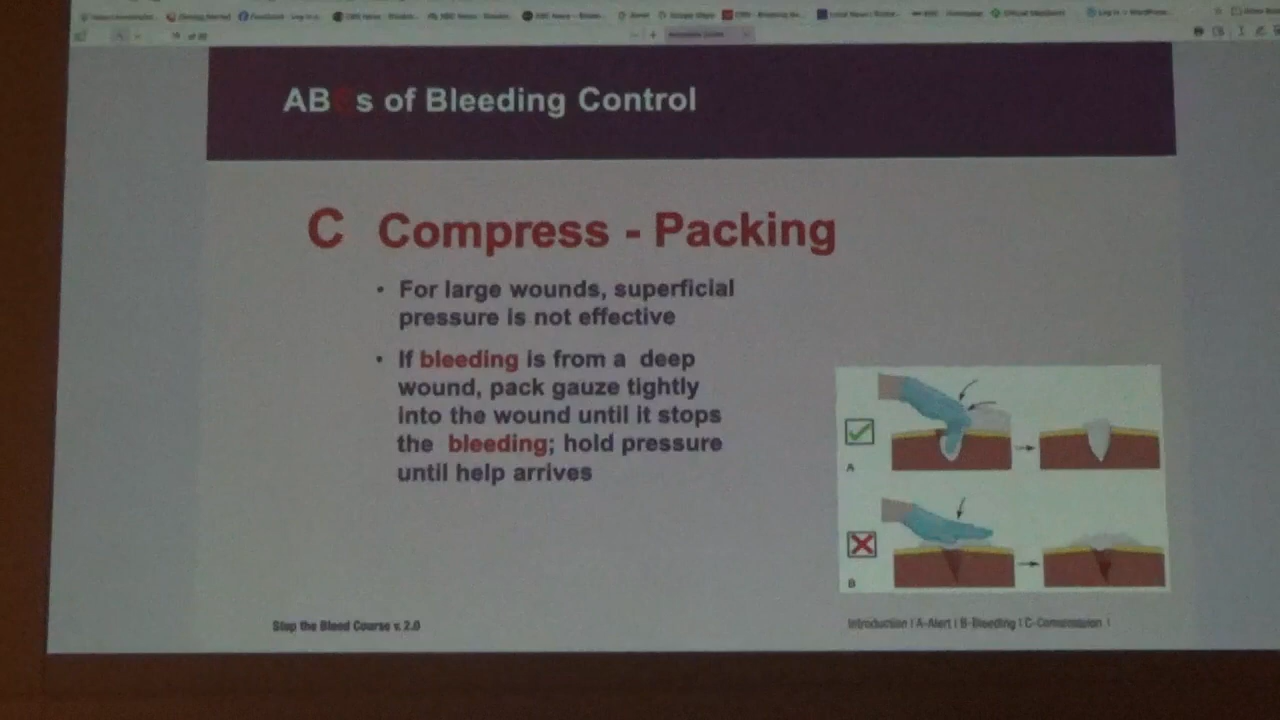 ABCs of Bleeding Control
C Compress - Packing
• For large wounds, superficial
pressure is not effective
• If bleeding is from a deep
wound, pack gauze tightly
into the wound until it stops
the bleeding; hold pressure
until help arrives
A
B
Stop the Bleed Course v. 2.0
Introduction | A-Alert | B-Bleeding | C-Compression |